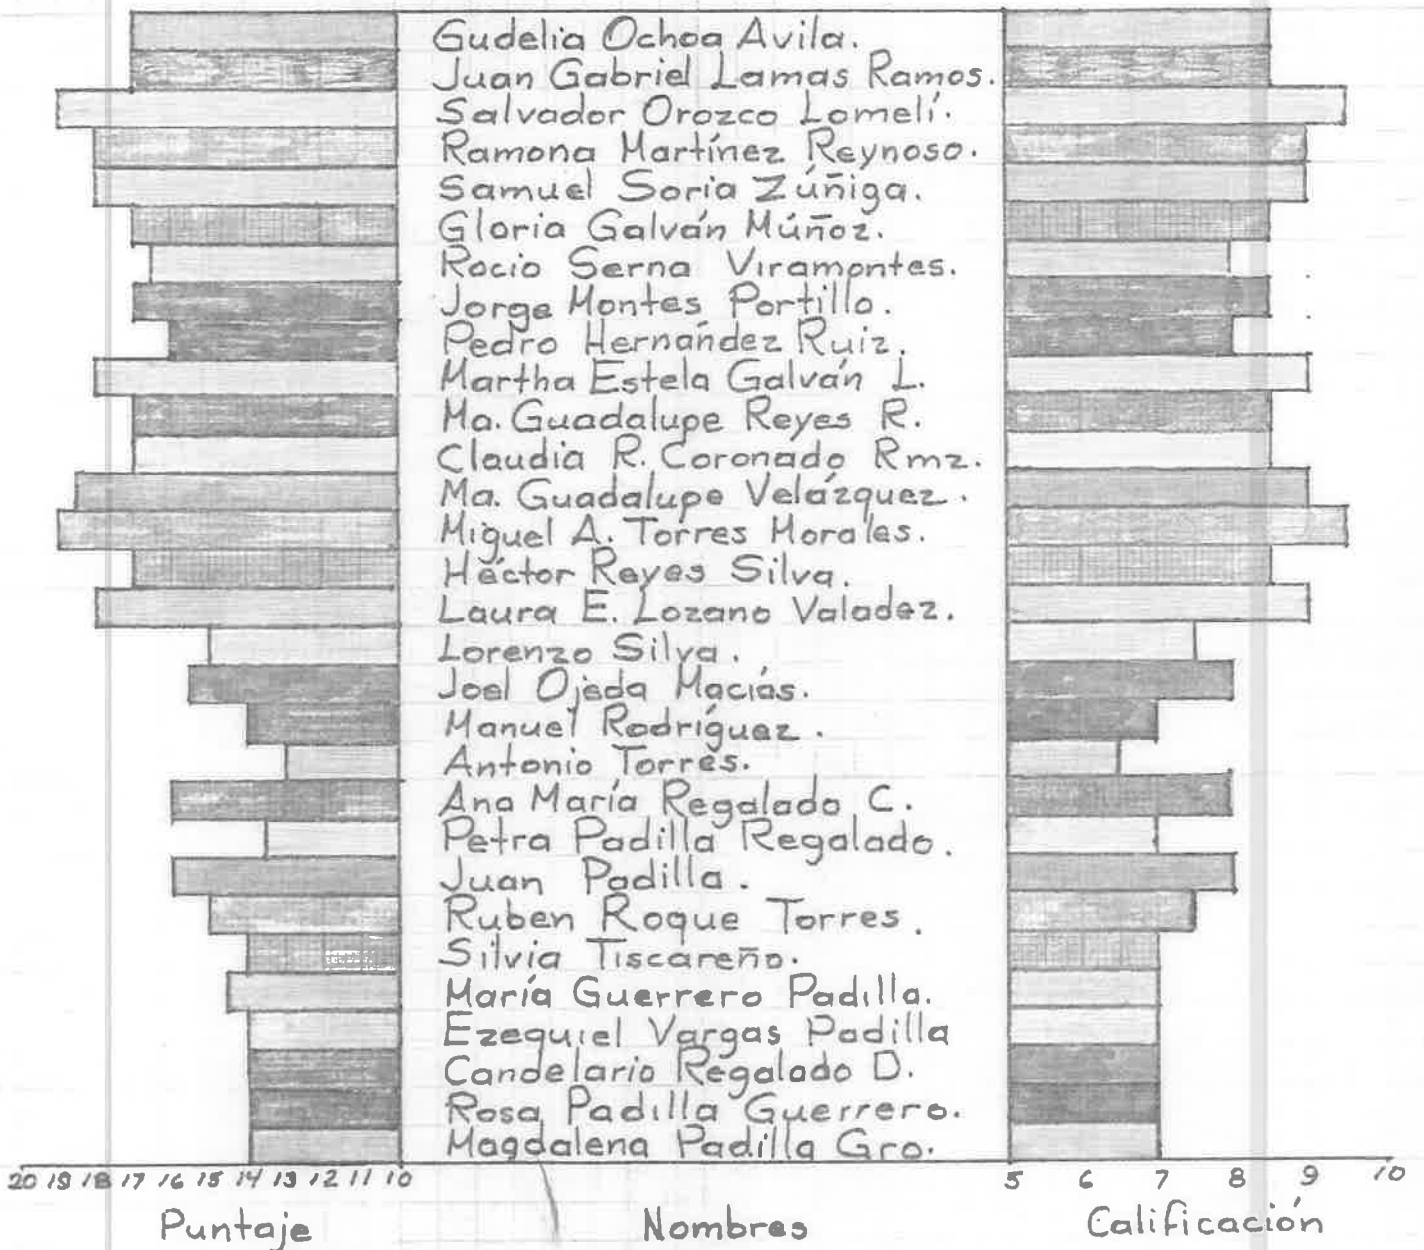 Gudelia Ochoa Avila.
Juan Gabriel Lamas Ramos.
Salvador Orozco Lomelí.
Ramona Martínez Reynoso.
Samuel Soria Zúñiga.
Gloria Galván Múñoz.
Rocio Serna Viramontes.
Jorge Montes Portillo.
Pedro Hernández Ruiz.
Martha Estela Galván L.
Ma. Guadalupe Reyes R.
Claudia R. Coronado Rmz.
Ma. Guadalupe Velázquez.
Miguel A. Torres Morales.
Héctor Reyes Silva.
Laura E. Lozano Valadez.
Lorenzo Silva.
Joel Ojeda Macías.
Manuel Rodríguez.
Antonio Torres.
Ana María Regalado C.
Petra Padilla Regalado.
Juan Padilla.
Ruben Roque Torres.
Silvia Tiscareño.
María Guerrero Padilla.
Ezequiel Vargas Padilla
Candelario Regalado D.
Rosa Padilla Guerrero.
Magdalena Padilla Gro.
20 19 18 17 16 15 14 13 12 11 10 5 6 7 8 9 10
Puntaje Nombres Calificación